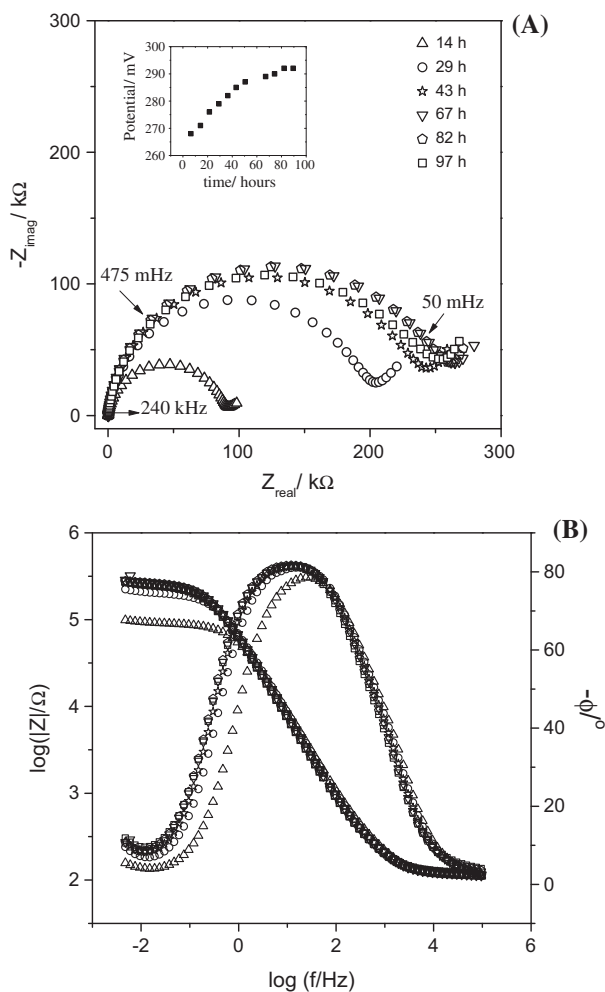 (A)
300
200
100
0
-Z_imag/ kΩ
0 100 200 300
Z_real/ kΩ
300
290
280
270
260
Potential/ mV
0 20 40 60 80 100
time/ hours
14 h
29 h
43 h
67 h
82 h
97 h
475 mHz
50 mHz
240 kHz
(B)
6
5
4
3
2
log(|Z|/Ω
80
60
40
20
0
-ϕ/o
-2 0 2 4 6
log (f/Hz)